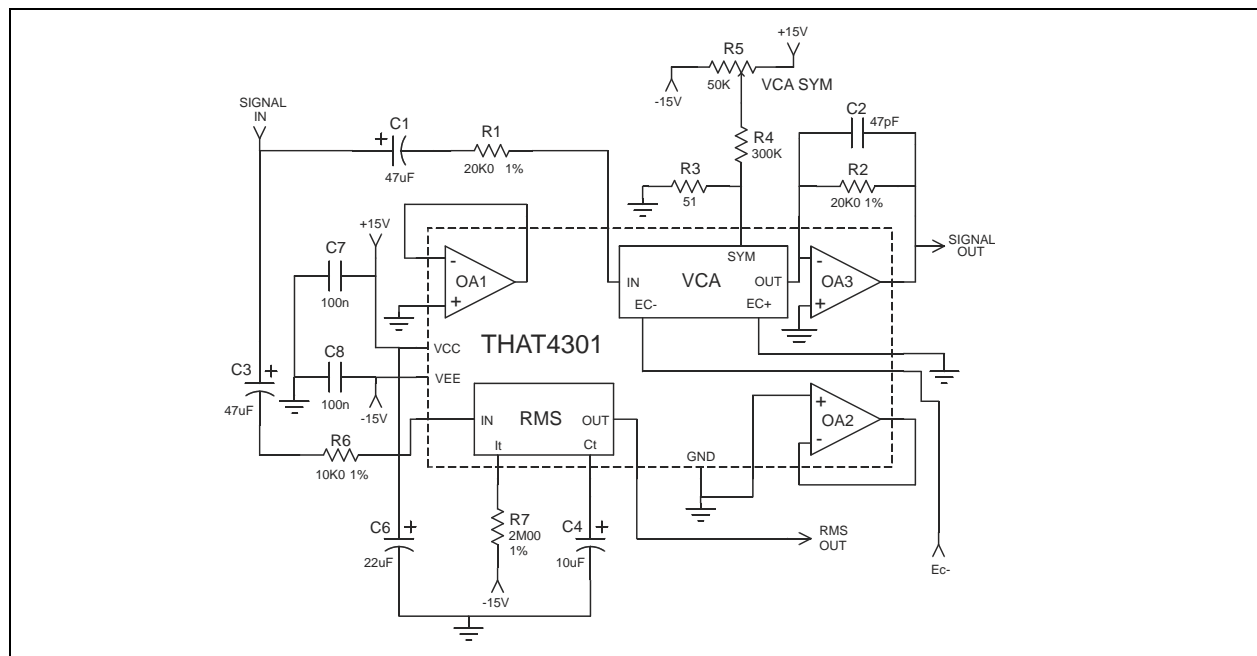 +15V
R5
50K
VCA SYM
-15V
SIGNAL
IN
C1
+
47uF
R1
20K0 1%
R4
300K
R3
51
C2
47pF
R2
20K0 1%
SIGNAL
OUT
+15V
C7
100n
-
OA1
+
SYM
IN
VCA
OUT
EC-
EC+
-
OA3
+
THAT4301
VCC
VEE
C8
100n
-15V
C3
+
47uF
R6
10K0 1%
IN
RMS
OUT
It
Ct
+
OA2
-
GND
C6
+
22uF
R7
2M00
1%
-15V
C4
+
10uF
RMS
OUT
Ec-